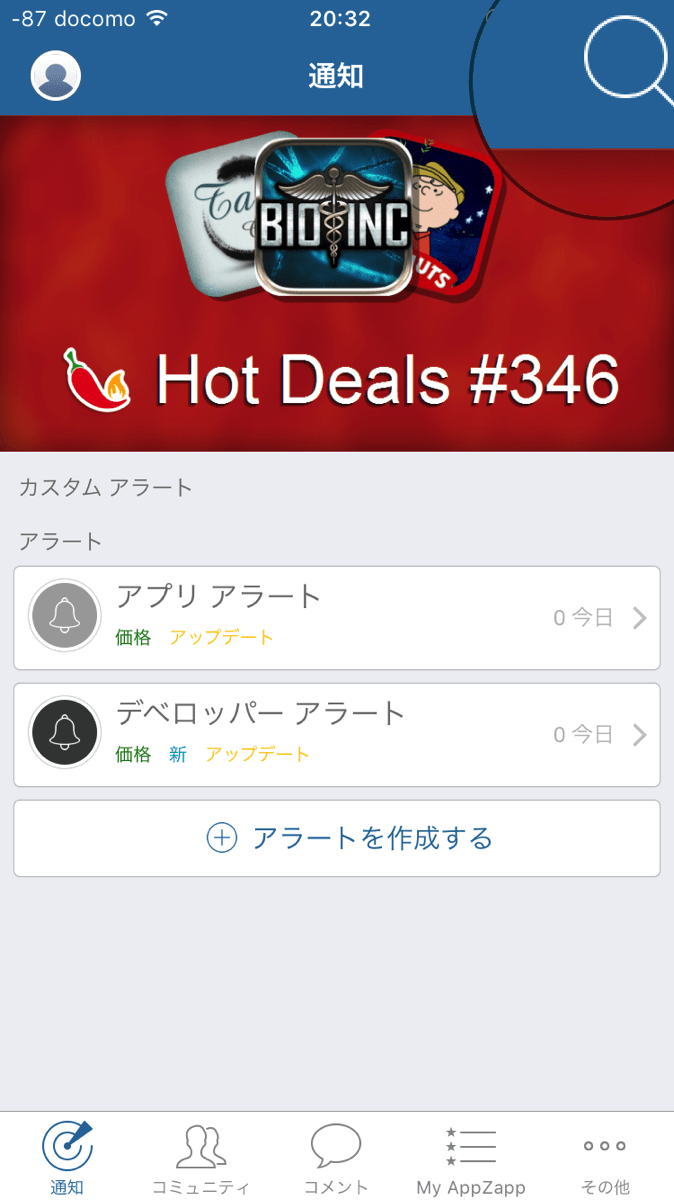 -87 docomo 20:32
通知
BIO INC
UTS
Hot Deals #346
カスタム アラート
アラート
アプリ アラート
価格 アップデート
0 今日
デベロッパー アラート
価格 新 アップデート
0 今日
アラートを作成する
通知 コミュニティ コメント My AppZapp その他